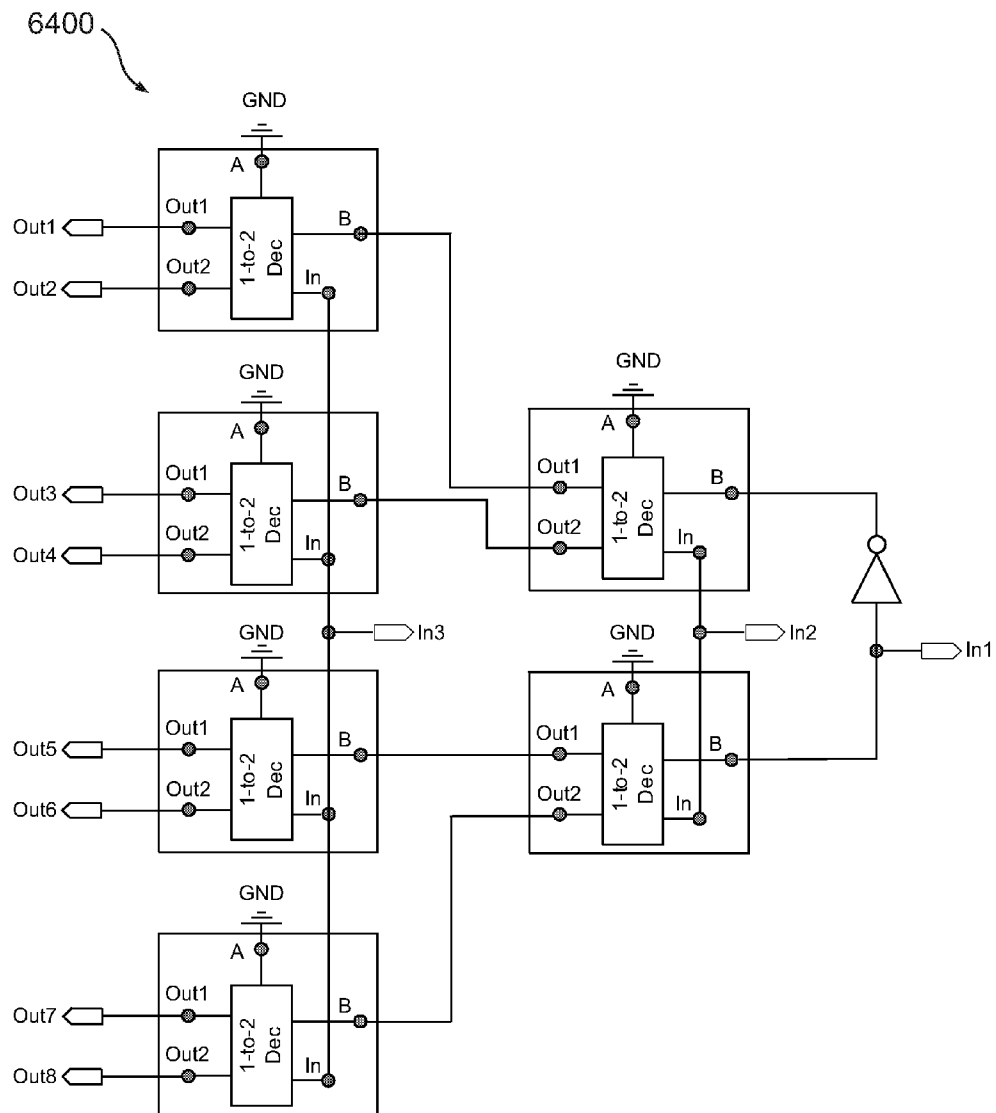 6400
GND
A
Out1
Out1
B
1-to-2
Dec
Out2
Out2
In
GND
A
Out3
Out1
B
1-to-2
Dec
Out4
Out2
In
GND
A
Out1
B
1-to-2
Dec
Out2
In
In3
In2
In1
GND
A
Out5
Out1
B
1-to-2
Dec
Out6
Out2
In
GND
A
Out1
B
1-to-2
Dec
Out2
In
GND
A
Out7
Out1
B
1-to-2
Dec
Out8
Out2
In